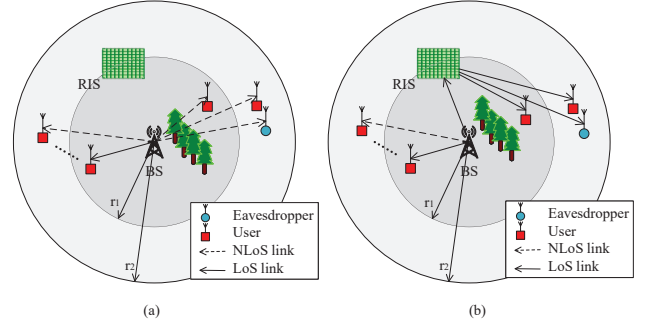 RIS
BS
r1
r2
Eavesdropper
User
NLoS link
LoS link
(a)
RIS
BS
r1
r2
Eavesdropper
User
NLoS link
LoS link
(b)